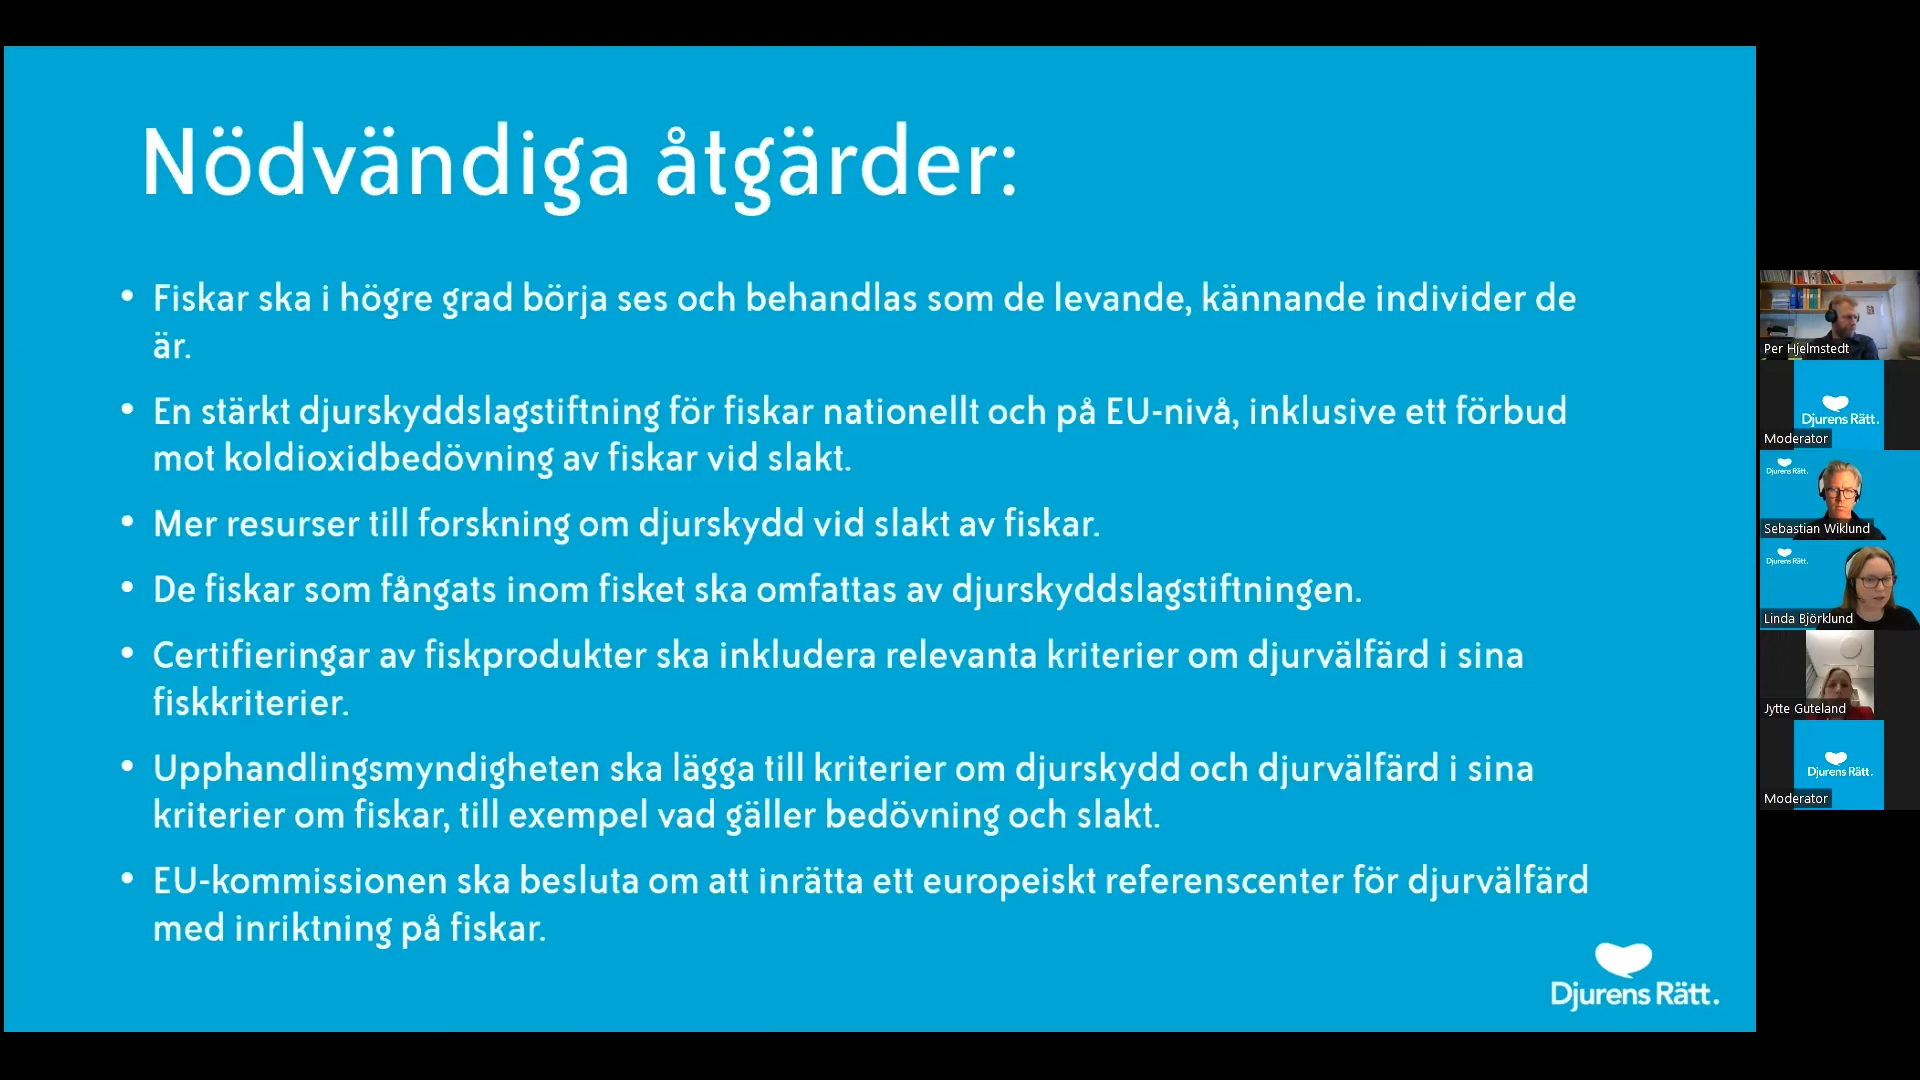 Nödvändiga åtgärder:
• Fiskar ska i högre grad börja ses och behandlas som de levande, kännande individer de
är.
• En stärkt djurskyddslagstiftning för fiskar nationellt och på EU-nivå, inklusive ett förbud
mot koldioxidbedövning av fiskar vid slakt.
• Mer resurser till forskning om djurskydd vid slakt av fiskar.
• De fiskar som fångats inom fisket ska omfattas av djurskyddslagstiftningen.
• Certifieringar av fiskprodukter ska inkludera relevanta kriterier om djurvälfärd i sina
fiskkriterier.
• Upphandlingsmyndigheten ska lägga till kriterier om djurskydd och djurvälfärd i sina
kriterier om fiskar, till exempel vad gäller bedövning och slakt.
• EU-kommissionen ska besluta om att inrätta ett europeiskt referenscenter för djurvälfärd
med inriktning på fiskar.
Djurens Rätt.
Per Hjelmstedt
Djurens Rätt.
Moderator
Djurens Rätt.
Sebastian Wiklund
Djurens Rätt.
Linda Björklund
Jytte Guteland
Djurens Rätt.
Moderator